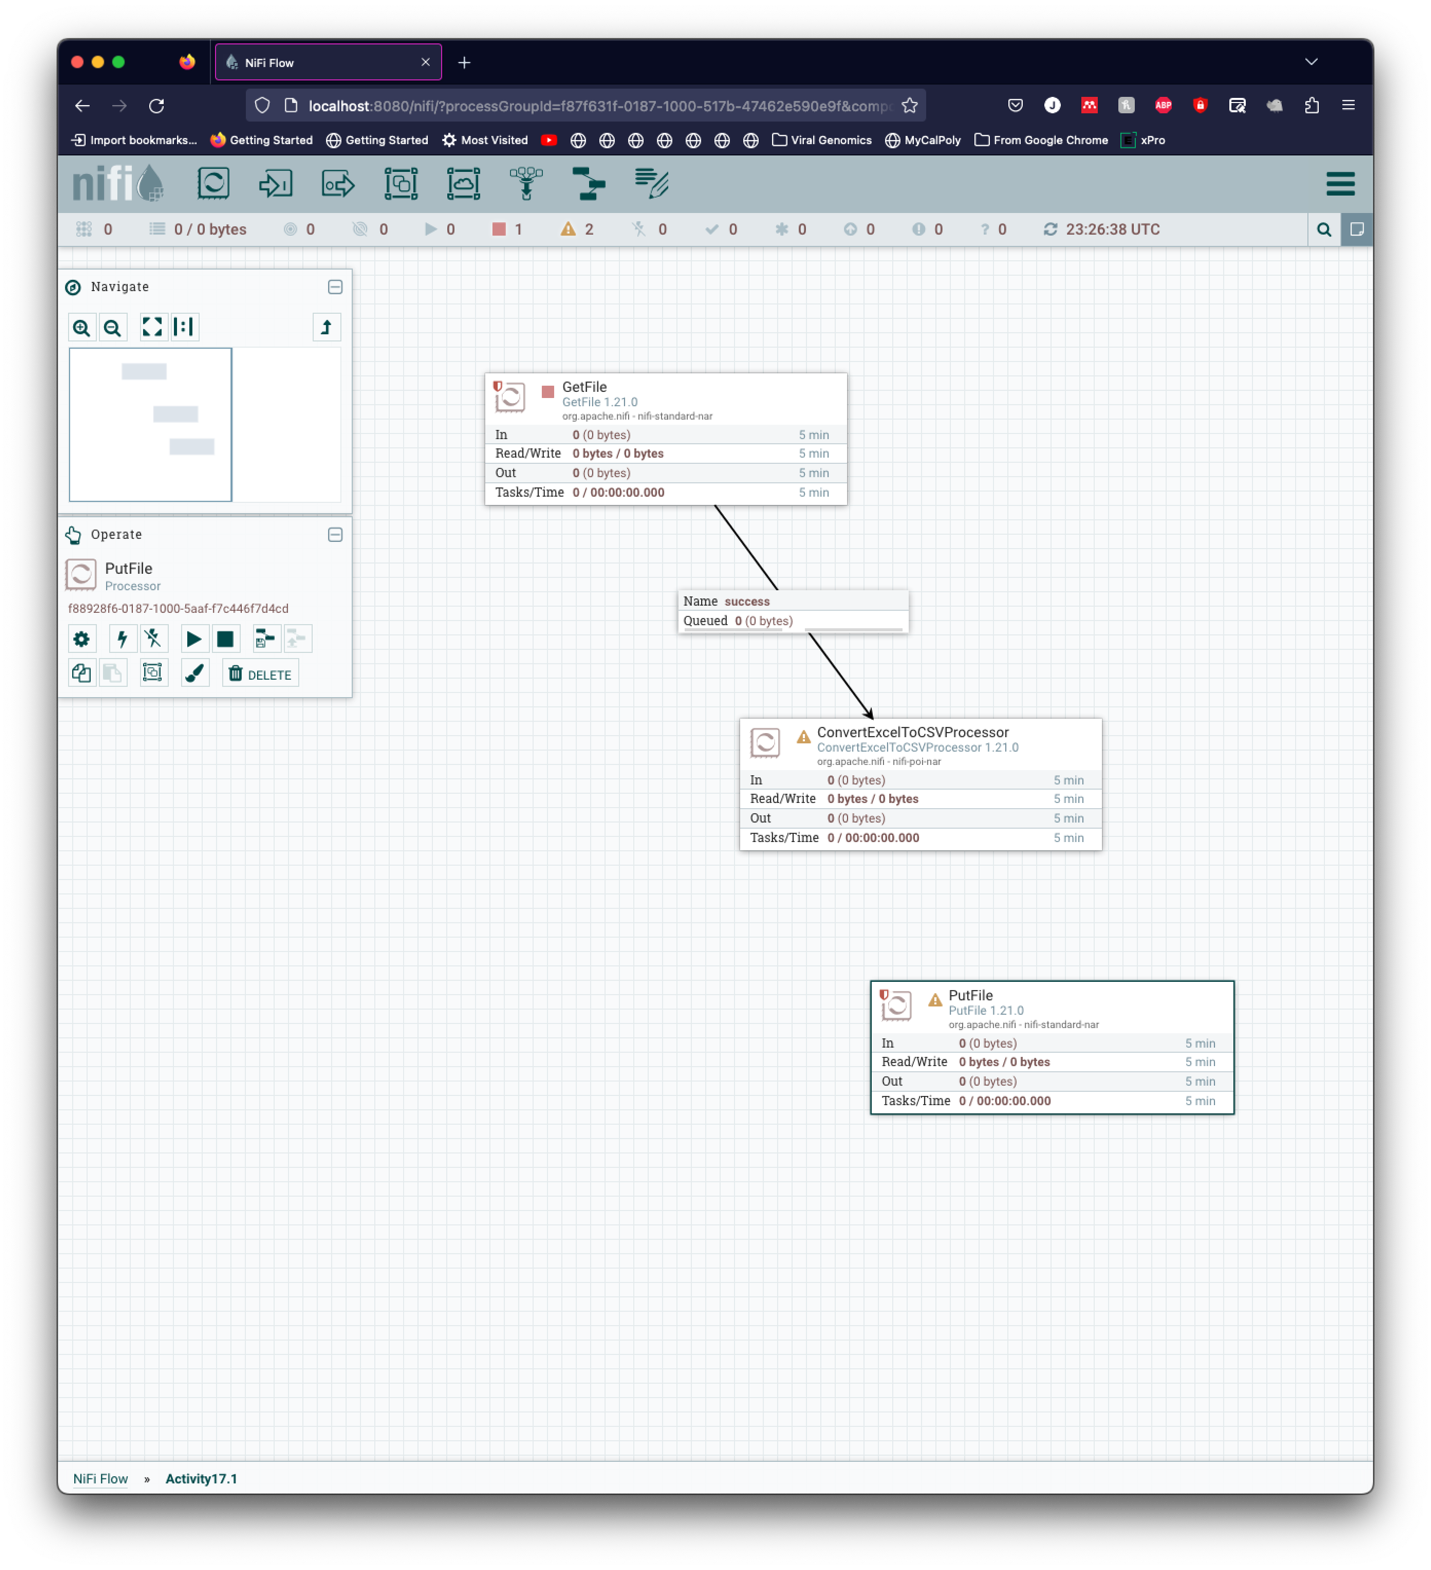 NiFi Flow
localhost:8080/nifi/?processGroupId=f87f631f-0187-1000-517b-47462e590e9f&comp
Import bookmarks... Getting Started Getting Started Most Visited Viral Genomics MyCalPoly From Google Chrome xPro
nifi
0 0 / 0 bytes 0 0 0 1 2 0 0 0 0 0 ? 0 23:26:38 UTC
Navigate
GetFile
GetFile 1.21.0
org.apache.nifi - nifi-standard-nar
In 0 (0 bytes) 5 min
Read/Write 0 bytes / 0 bytes 5 min
Out 0 (0 bytes) 5 min
Tasks/Time 0 / 00:00:00.000 5 min
Operate
PutFile
Processor
f88928f6-0187-1000-5aaf-f7c446f7d4cd
DELETE
Name success
Queued 0 (0 bytes)
ConvertExcelToCSVProcessor
ConvertExcelToCSVProcessor 1.21.0
org.apache.nifi - nifi-poi-nar
In 0 (0 bytes) 5 min
Read/Write 0 bytes / 0 bytes 5 min
Out 0 (0 bytes) 5 min
Tasks/Time 0 / 00:00:00.000 5 min
PutFile
PutFile 1.21.0
org.apache.nifi - nifi-standard-nar
In 0 (0 bytes) 5 min
Read/Write 0 bytes / 0 bytes 5 min
Out 0 (0 bytes) 5 min
Tasks/Time 0 / 00:00:00.000 5 min
NiFi Flow » Activity17.1